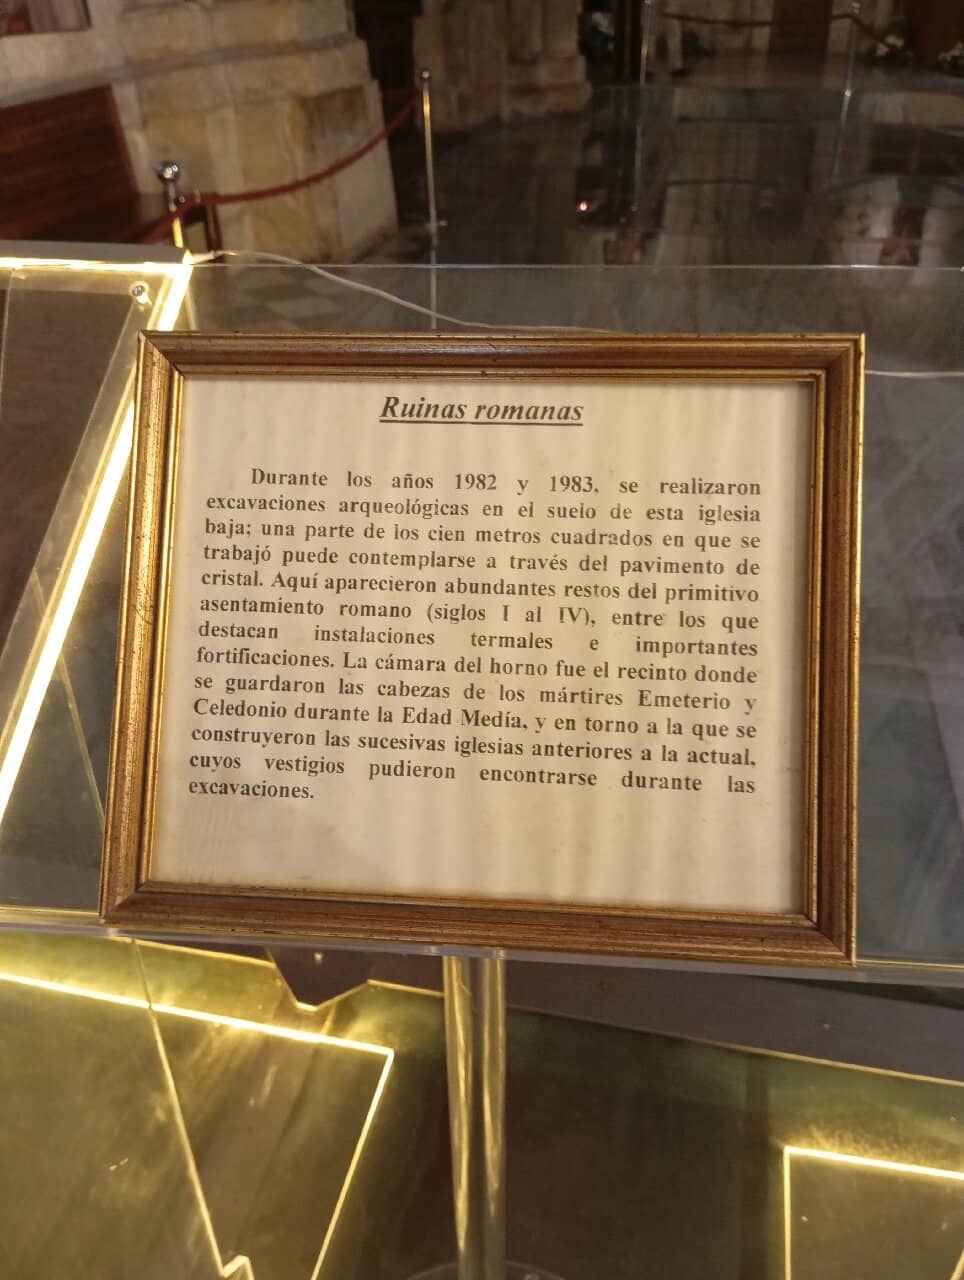 Ruinas romanas
Durante los años 1982 y 1983, se realizaron
excavaciones arqueológicas en el suelo de esta iglesia
baja; una parte de los cien metros cuadrados en que se
trabajó puede contemplarse a través del pavimento de
cristal. Aquí aparecieron abundantes restos del primitivo
asentamiento romano (siglos I al IV), entre los que
destacan instalaciones termales e importantes
fortificaciones. La cámara del horno fue el recinto donde
se guardaron las cabezas de los mártires Emeterio y
Celedonio durante la Edad Medía, y en torno a la que se
construyeron las sucesivas iglesias anteriores a la actual,
cuyos vestigios pudieron encontrarse durante las
excavaciones.